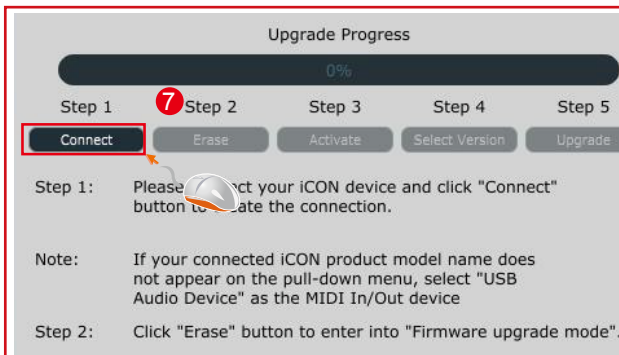 Upgrade Progress
0%
Step 1 7 Step 2 Step 3 Step 4 Step 5
Connect Erase Activate Select Version Upgrade
Step 1: Please ct your iCON device and click "Connect"
button to ate the connection.
Note: If your connected iCON product model name does
not appear on the pull-down menu, select "USB
Audio Device" as the MIDI In/Out device
Step 2: Click "Erase" button to enter into "Firmware upgrade mode".